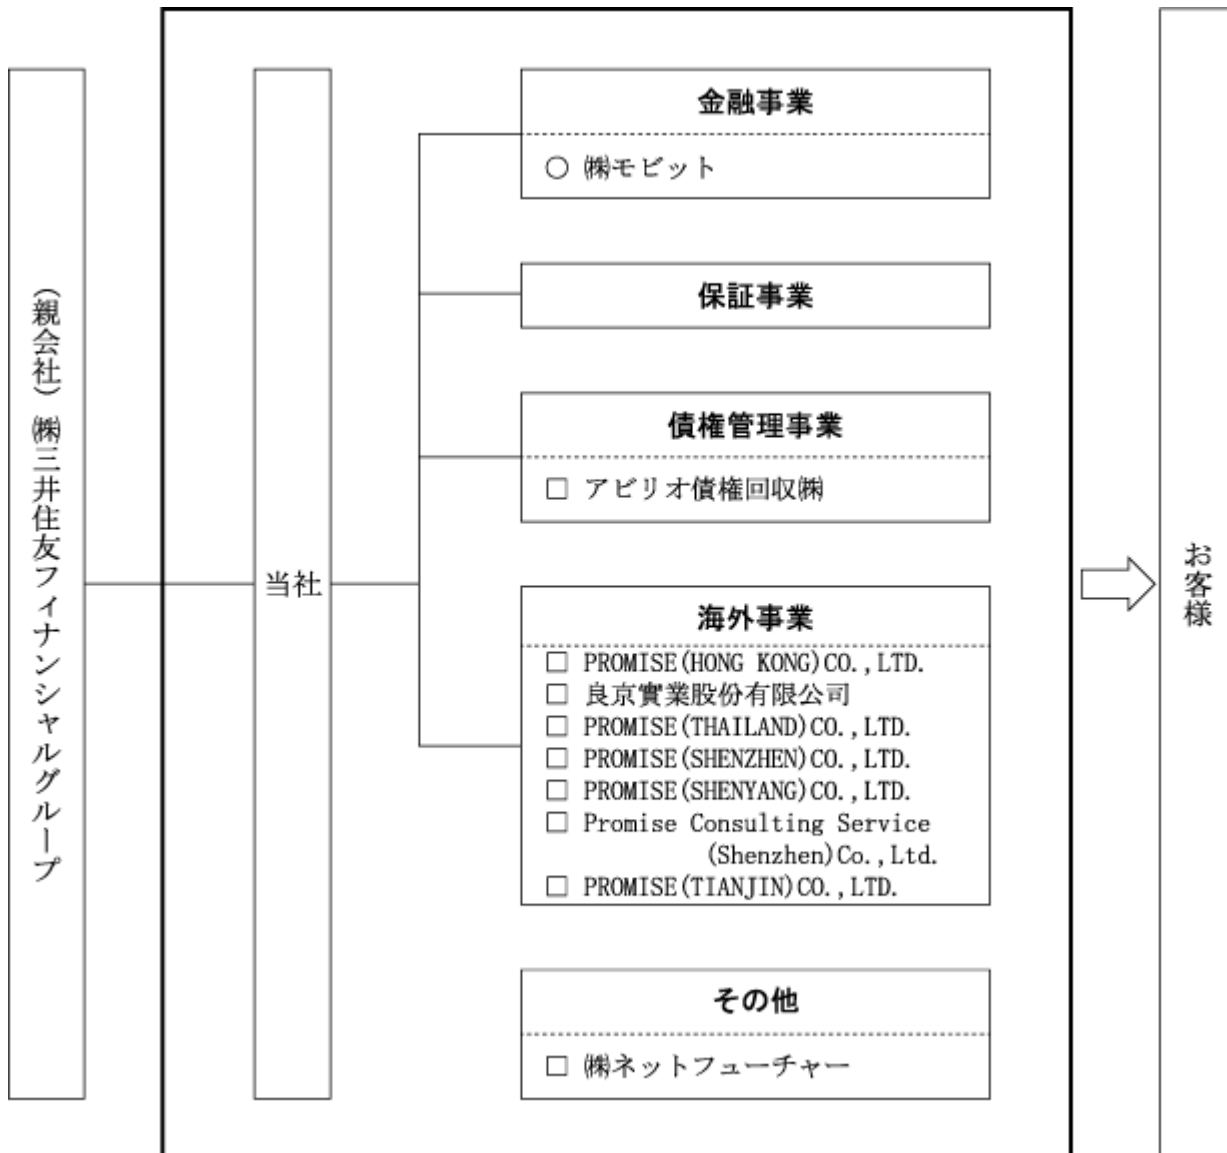 （親会社）㈱三井住友フィナンシャルグループ
当社
金融事業
○ ㈱モビット
保証事業
債権管理事業
□ アビリオ債権回収㈱
海外事業
□ PROMISE(HONG KONG)CO.,LTD.
□ 良京實業股份有限公司
□ PROMISE(THAILAND)CO.,LTD.
□ PROMISE(SHENZHEN)CO.,LTD.
□ PROMISE(SHENYANG)CO.,LTD.
□ Promise Consulting Service
(Shenzhen)Co.,Ltd.
□ PROMISE(TIANJIN)CO.,LTD.
その他
□ ㈱ネットフューチャー
お客様